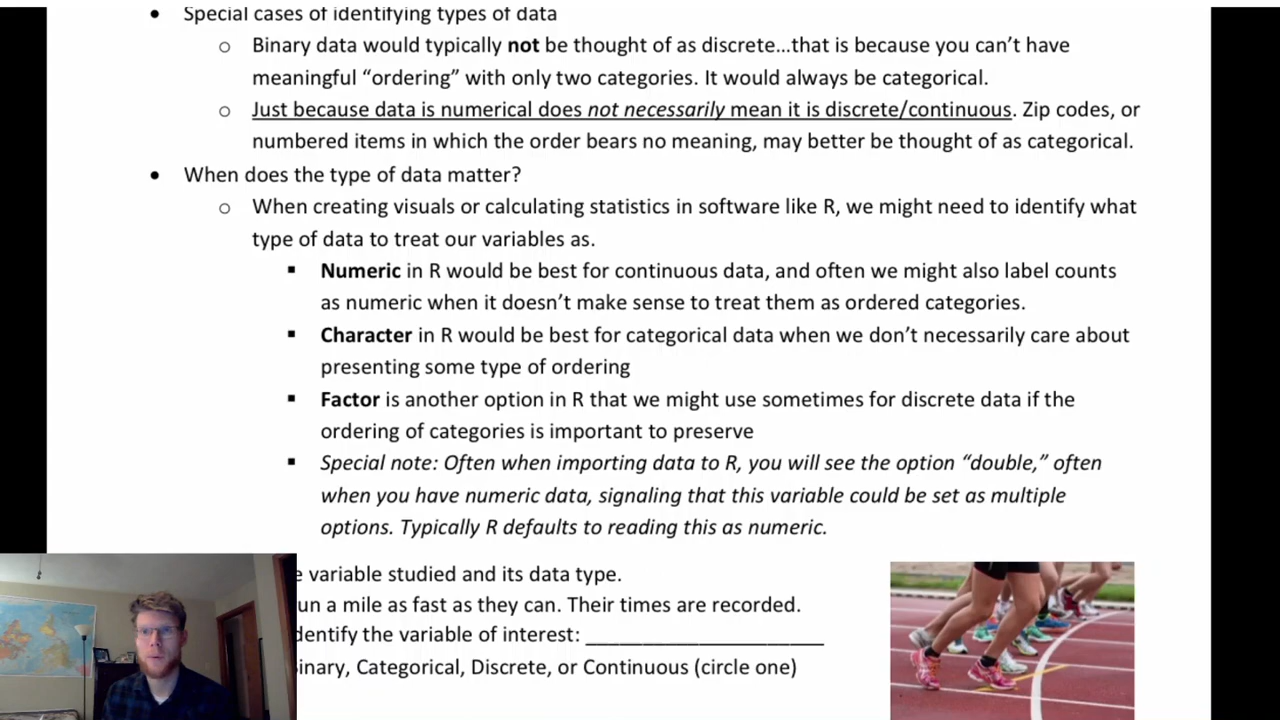 • Special cases of identifying types of data
o Binary data would typically not be thought of as discrete…that is because you can’t have
meaningful “ordering” with only two categories. It would always be categorical.
o Just because data is numerical does not necessarily mean it is discrete/continuous. Zip codes, or
numbered items in which the order bears no meaning, may better be thought of as categorical.
• When does the type of data matter?
o When creating visuals or calculating statistics in software like R, we might need to identify what
type of data to treat our variables as.
▪ Numeric in R would be best for continuous data, and often we might also label counts
as numeric when it doesn’t make sense to treat them as ordered categories.
▪ Character in R would be best for categorical data when we don’t necessarily care about
presenting some type of ordering
▪ Factor is another option in R that we might use sometimes for discrete data if the
ordering of categories is important to preserve
▪ Special note: Often when importing data to R, you will see the option “double,” often
when you have numeric data, signaling that this variable could be set as multiple
options. Typically R defaults to reading this as numeric.
e variable studied and its data type.
un a mile as fast as they can. Their times are recorded.
dentify the variable of interest: ______________________
inary, Categorical, Discrete, or Continuous (circle one)